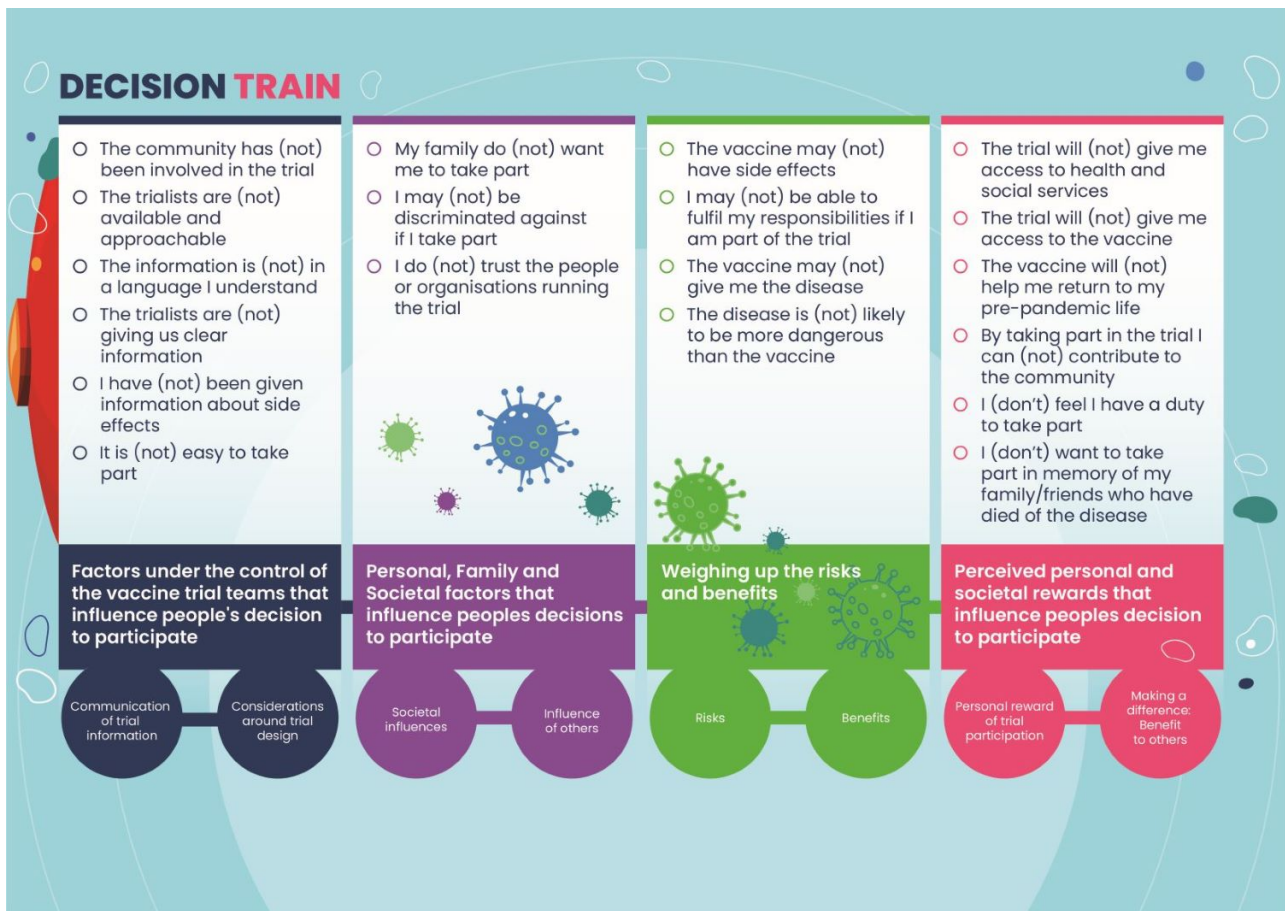 DECISION TRAIN
The community has (not)
been involved in the trial
The trialists are (not)
available and
approachable
The information is (not) in
a language I understand
The trialists are (not)
giving us clear
information
I have (not) been given
information about side
effects
It is (not) easy to take
part
Factors under the control of
the vaccine trial teams that
influence people's decision
to participate
Communication
of trial
information
Considerations
around trial
design
My family do (not) want
me to take part
I may (not) be
discriminated against
if I take part
I do (not) trust the people
or organisations running
the trial
Personal, Family and
Societal factors that
influence peoples decisions
to participate
Societal
influences
Influence
of others
The vaccine may (not)
have side effects
I may (not) be able to
fulfil my responsibilities if I
am part of the trial
The vaccine may (not)
give me the disease
The disease is (not) likely
to be more dangerous
than the vaccine
Weighing up the risks
and benefits
Risks
Benefits
The trial will (not) give me
access to health and
social services
The trial will (not) give me
access to the vaccine
The vaccine will (not)
help me return to my
pre-pandemic life
By taking part in the trial I
can (not) contribute to
the community
I (don't) feel I have a duty
to take part
I (don't) want to take
part in memory of my
family/friends who have
died of the disease
Perceived personal and
societal rewards that
influence peoples decision
to participate
Personal reward
of trial
participation
Making a
difference:
Benefit
to others